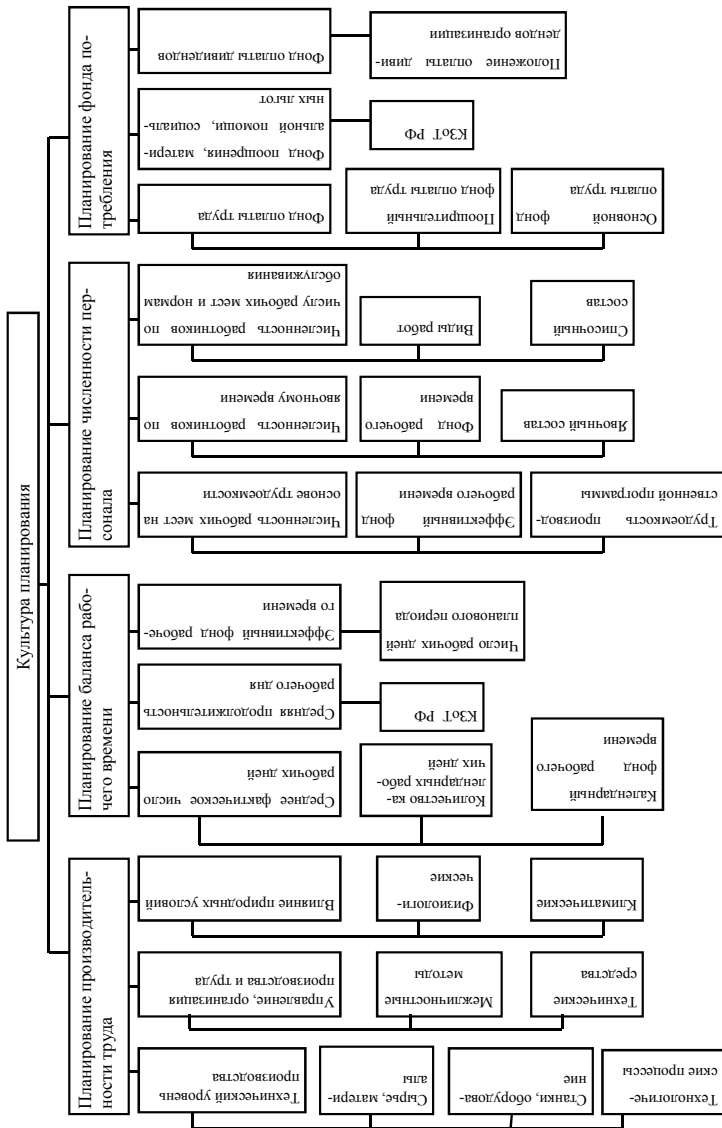 Культура планирования
Планирование производитель-
ности труда
Технический уровень
производства
Сырье, матери-
алы
Станки, оборудова-
ние
Технологиче-
ские процессы
Управление, организация
производства и труда
Межличностные
методы
Технические
средства
Влияние природных условий
Физиологи-
ческие
Климатические
Планирование баланса рабо-
чего времени
Среднее фактическое число
рабочих дней
Количество ка-
лендарных рабо-
чих дней
Календарный
фонд рабочего
времени
Средняя продолжительность
рабочего дня
КЗоТ РФ
Эффективный фонд рабоче-
го времени
Число рабочих дней
планового периода
Планирование численности пер-
сонала
Численность рабочих мест на
основе трудоемкости
Эффективный фонд
рабочего времени
Трудоемкость производ-
ственной программы
Численность работников по
явочному времени
Фонд рабочего
времени
Явочный состав
Численность работников по
числу рабочих мест и нормам
обслуживания
Виды работ
Списочный
состав
Планирование фонда по-
требления
Фонд оплаты труда
Поощрительный
фонд оплаты труда
Основной фонд
оплаты труда
Фонд поощрения, матери-
альной помощи, социаль-
ных льгот
КЗоТ РФ
Фонд оплаты дивидендов
Положение оплаты диви-
дендов организации